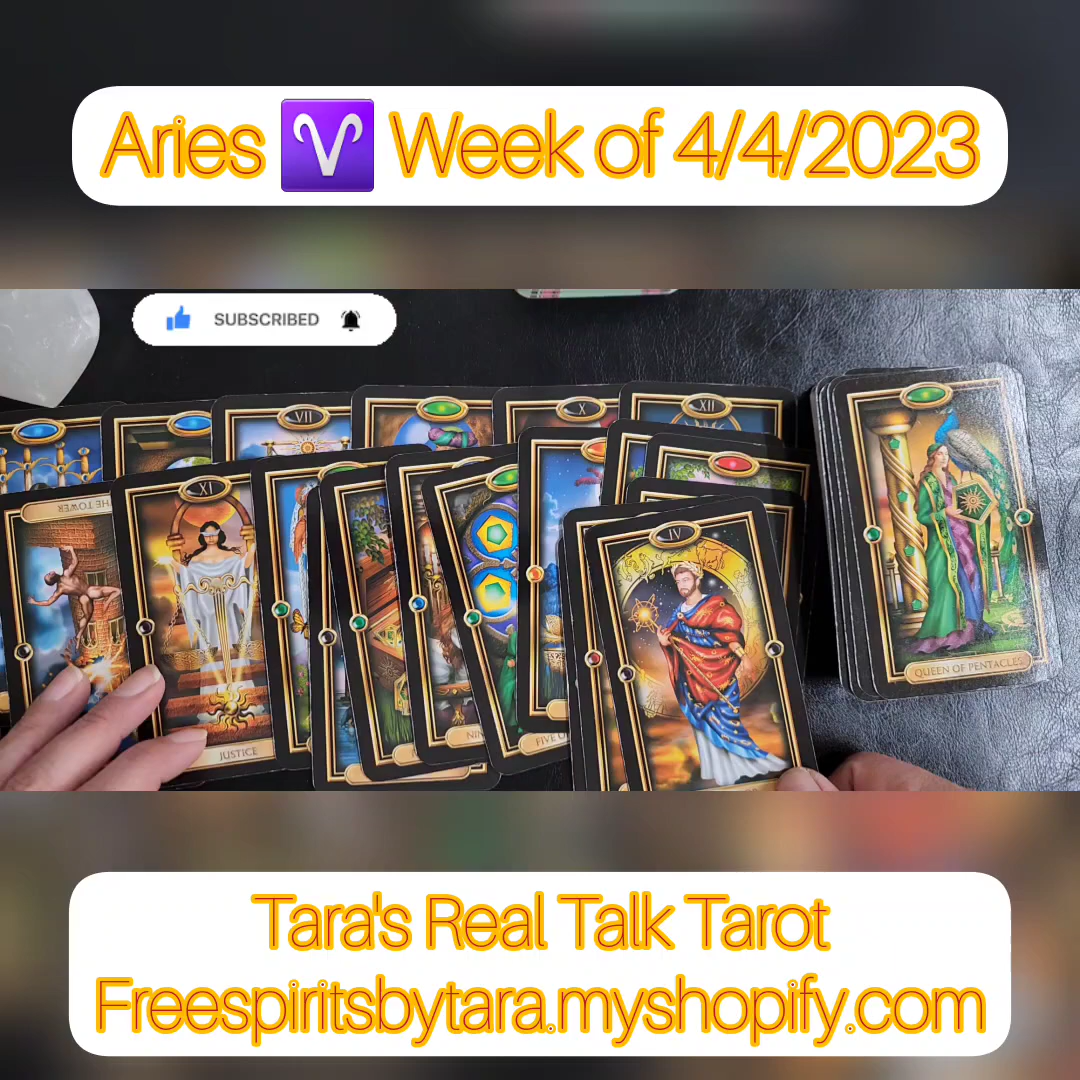 Aries ♈ Week of 4/4/2023
SUBSCRIBED
VII
X
XII
THE TOWER
XI
IV
QUEEN OF PENTACLES
JUSTICE
FIVE
Tara's Real Talk Tarot
Freespiritsbytara.myshopify.com